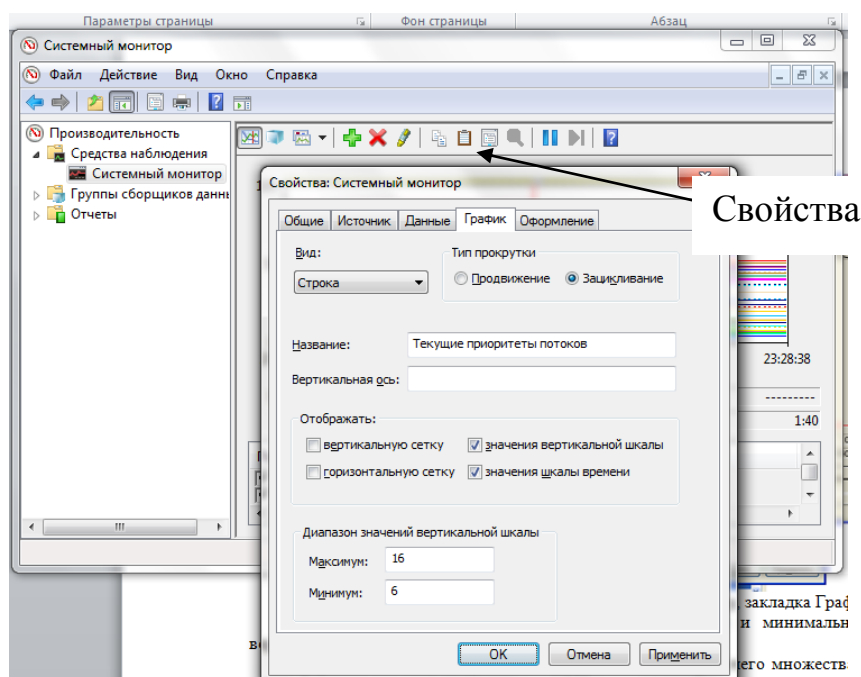 Параметры страницы
Фон страницы
Абзац
Системный монитор
Файл Действие Вид Окно Справка
Производительность
Средства наблюдения
Системный монитор
Группы сборщиков данн
Отчеты
Свойства: Системный монитор
Свойства
Общие Источник Данные График Оформление
Вид:
Тип прокрутки
Строка
Продвижение Зацикливание
Название: Текущие приоритеты потоков
Вертикальная ось:
23:28:38
---------
1:40
Отображать:
вертикальную сетку значения вертикальной шкалы
горизонтальную сетку значения шкалы времени
Диапазон значений вертикальной шкалы
Максимум: 16
Минимум: 6
OK Отмена Применить
закладка Граф
и минимальн
его множеств